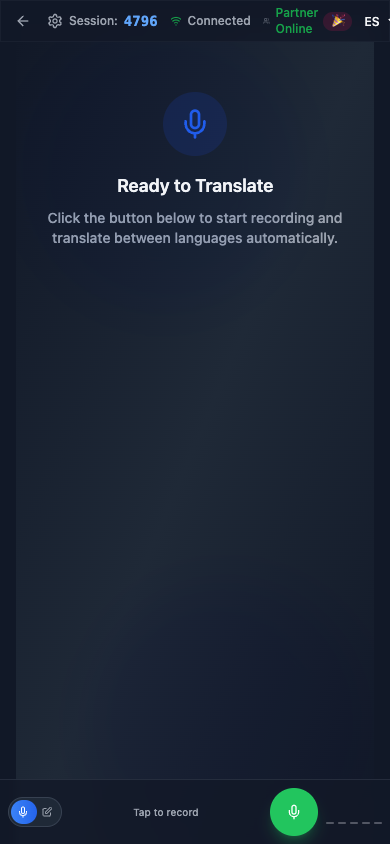 Session: 4796 Connected Partner Online ES
Ready to Translate
Click the button below to start recording and
translate between languages automatically.
Tap to record